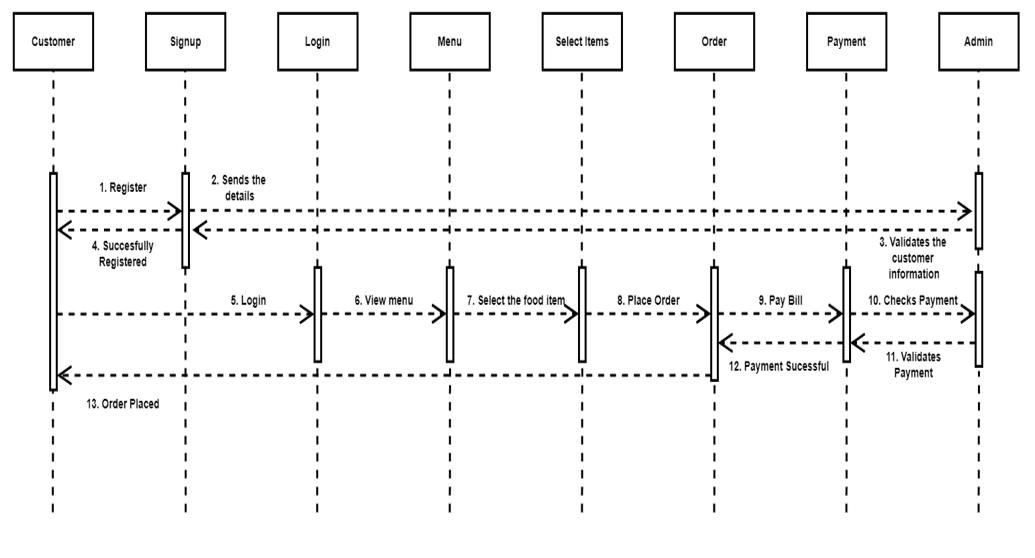 Customer
Signup
Login
Menu
Select Items
Order
Payment
Admin
1. Register
2. Sends the
details
3. Validates the
customer
information
4. Succesfully
Registered
5. Login
6. View menu
7. Select the food item
8. Place Order
9. Pay Bill
10. Checks Payment
11. Validates
Payment
12. Payment Sucessful
13. Order Placed